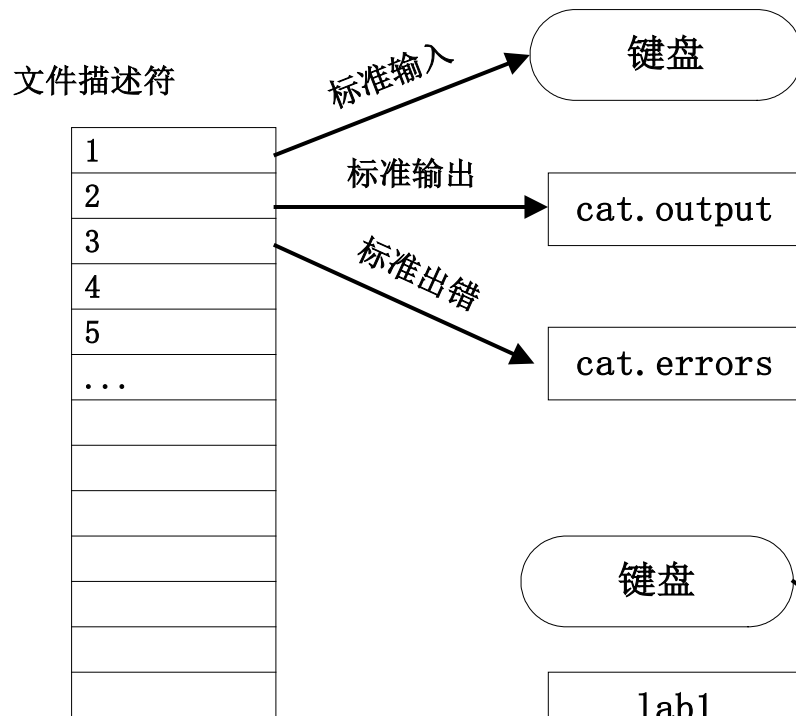 文件描述符
1
2
3
4
5
...
标准输入
标准输出
标准出错
键盘
cat.output
cat.errors
键盘
lab1